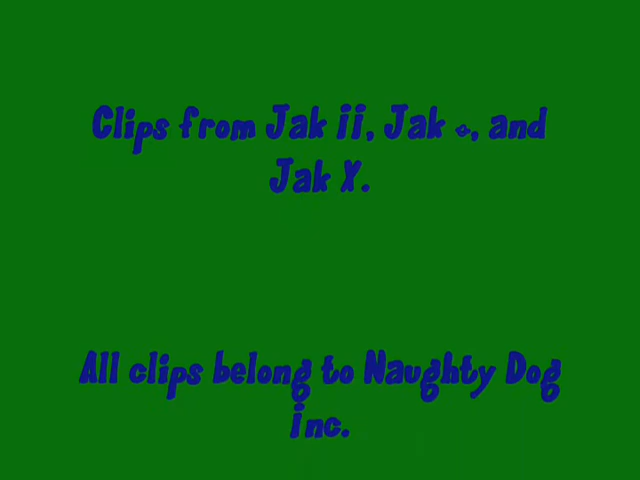 Clips from Jak ii, Jak , and
Jak X.
All clips belong to Naughty Dog
inc.